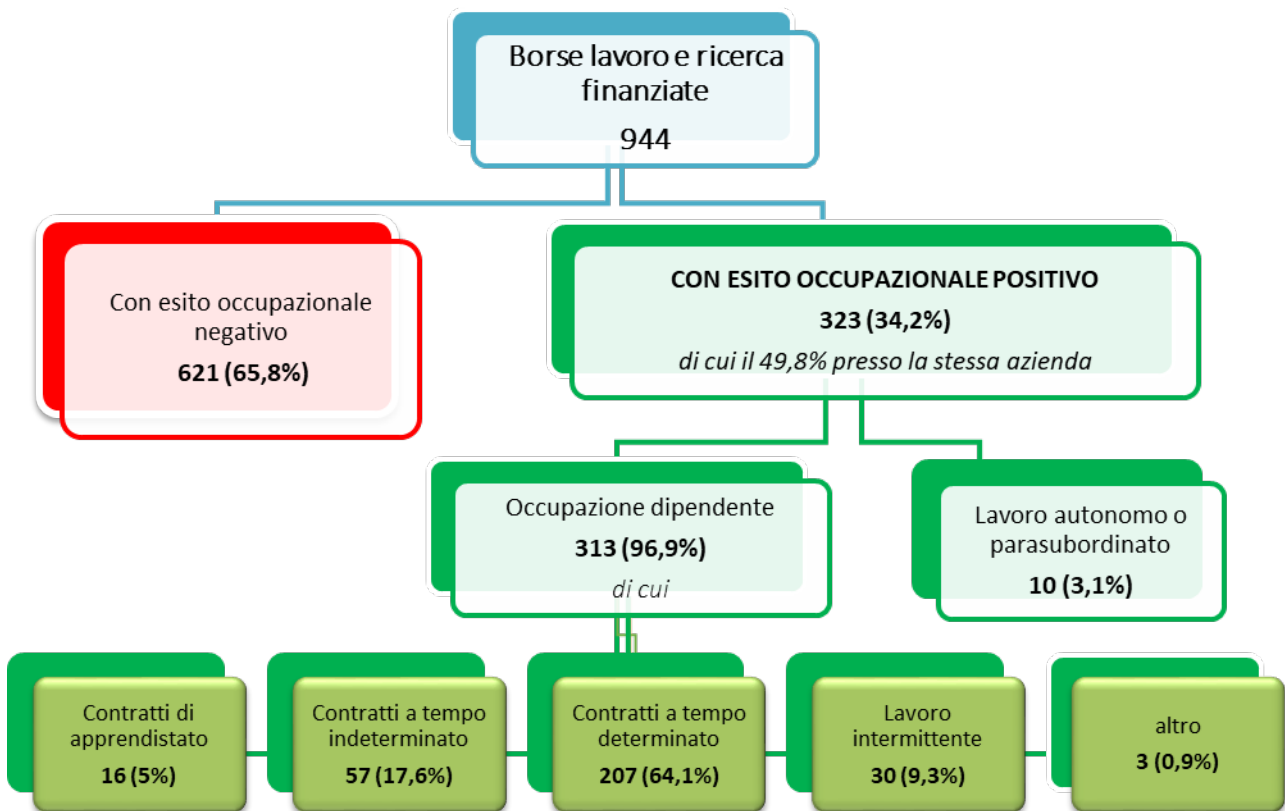 Borse lavoro e ricerca
finanziate
944
Con esito occupazionale
negativo
621 (65,8%)
CON ESITO OCCUPAZIONALE POSITIVO
323 (34,2%)
di cui il 49,8% presso la stessa azienda
Occupazione dipendente
313 (96,9%)
di cui
Lavoro autonomo o
parasubordinato
10 (3,1%)
Contratti di
apprendistato
16 (5%)
Contratti a tempo
indeterminato
57 (17,6%)
Contratti a tempo
determinato
207 (64,1%)
Lavoro
intermittente
30 (9,3%)
altro
3 (0,9%)